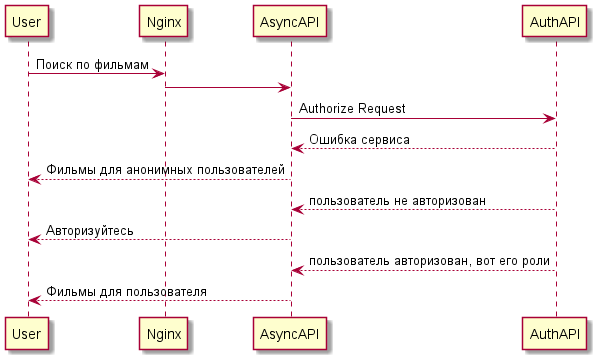 User Nginx AsyncAPI AuthAPI
Поиск по фильмам
Authorize Request
Ошибка сервиса
Фильмы для анонимных пользователей
пользователь не авторизован
Авторизуйтесь
пользователь авторизован, вот его роли
Фильмы для пользователя
User Nginx AsyncAPI AuthAPI